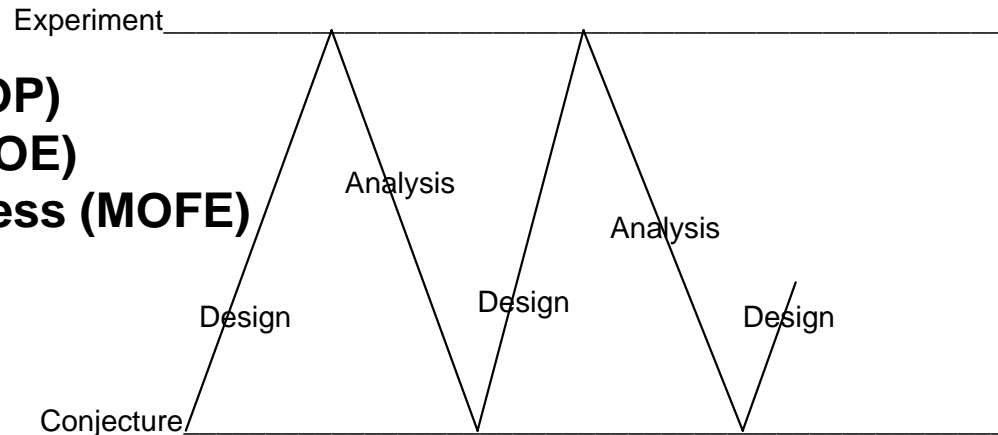 Experiment
OP)
OE)
ess (MOFE)
Analysis
Analysis
Design
Design
Design
Conjecture